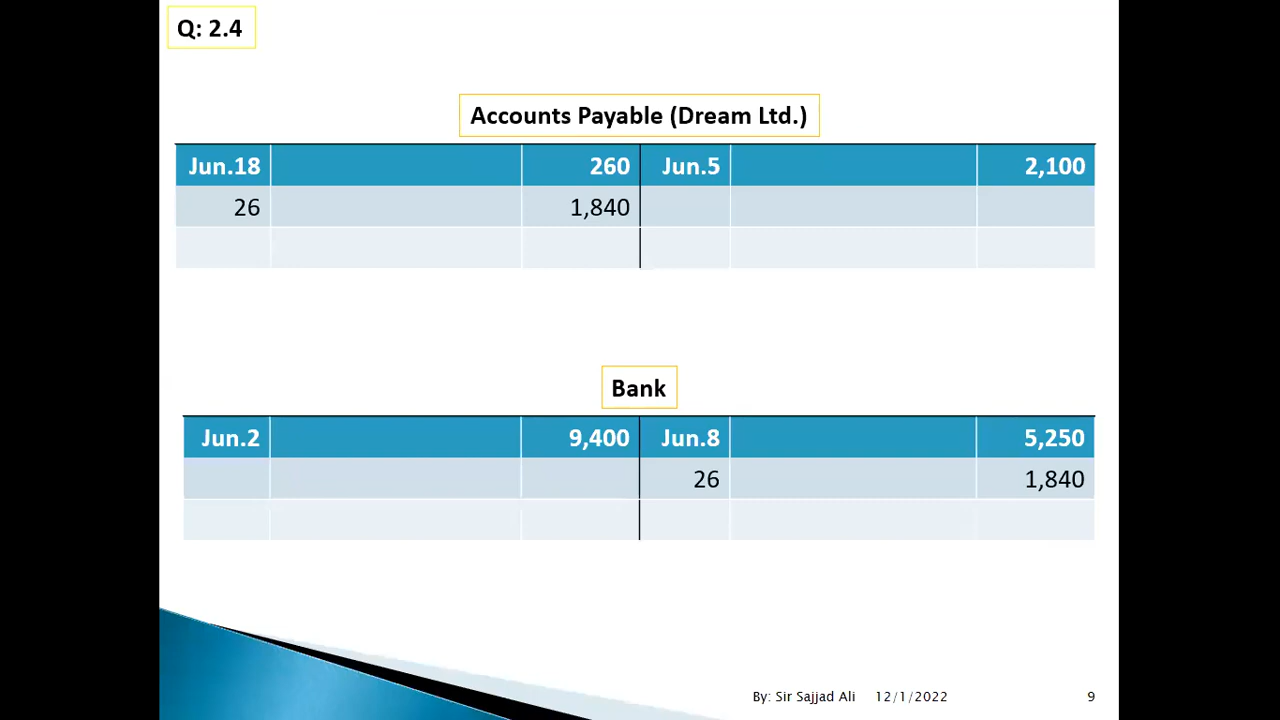 Q: 2.4
Accounts Payable (Dream Ltd.)
Jun.18 260 Jun.5 2,100
26 1,840
Bank
Jun.2 9,400 Jun.8 5,250
26 1,840
By: Sir Sajjad Ali 12/1/2022 9